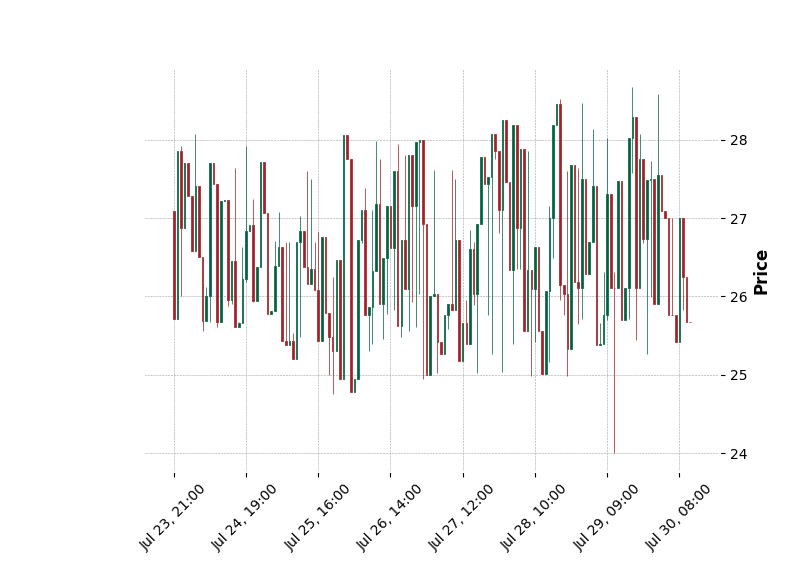 28
27
26
25
24
Price
Jul 23, 21:00
Jul 24, 19:00
Jul 25, 16:00
Jul 26, 14:00
Jul 27, 12:00
Jul 28, 10:00
Jul 29, 09:00
Jul 30, 08:00